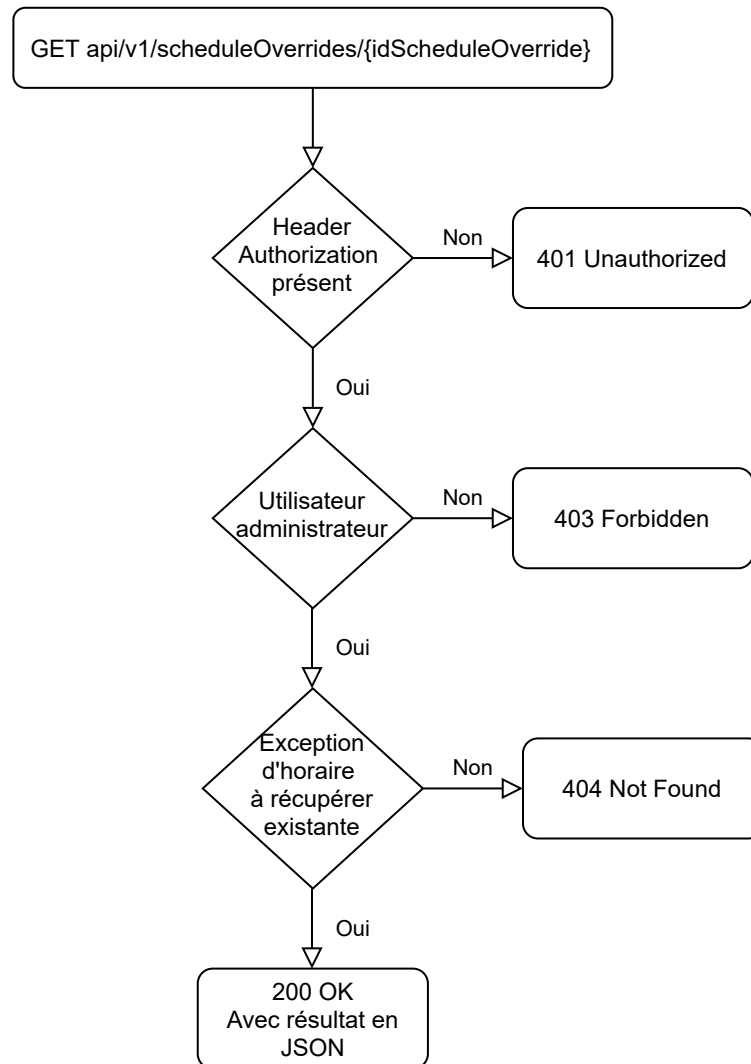 GET api/v1/scheduleOverrides/{idScheduleOverride}
Header
Authorization
présent
Non
401 Unauthorized
Oui
Utilisateur
administrateur
Non
403 Forbidden
Oui
Exception
d'horaire
à récupérer
existante
Non
404 Not Found
Oui
200 OK
Avec résultat en
JSON